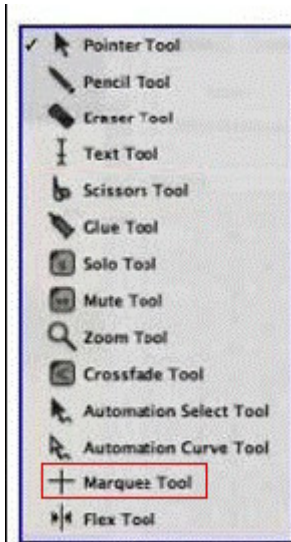 Pointer Tool
Pencil Tool
Eraser Tool
Text Tool
Scissors Tool
Glue Tool
Solo Tool
Mute Tool
Zoom Tool
Crossfade Tool
Automation Select Tool
Automation Curve Tool
Marquee Tool
Flex Tool